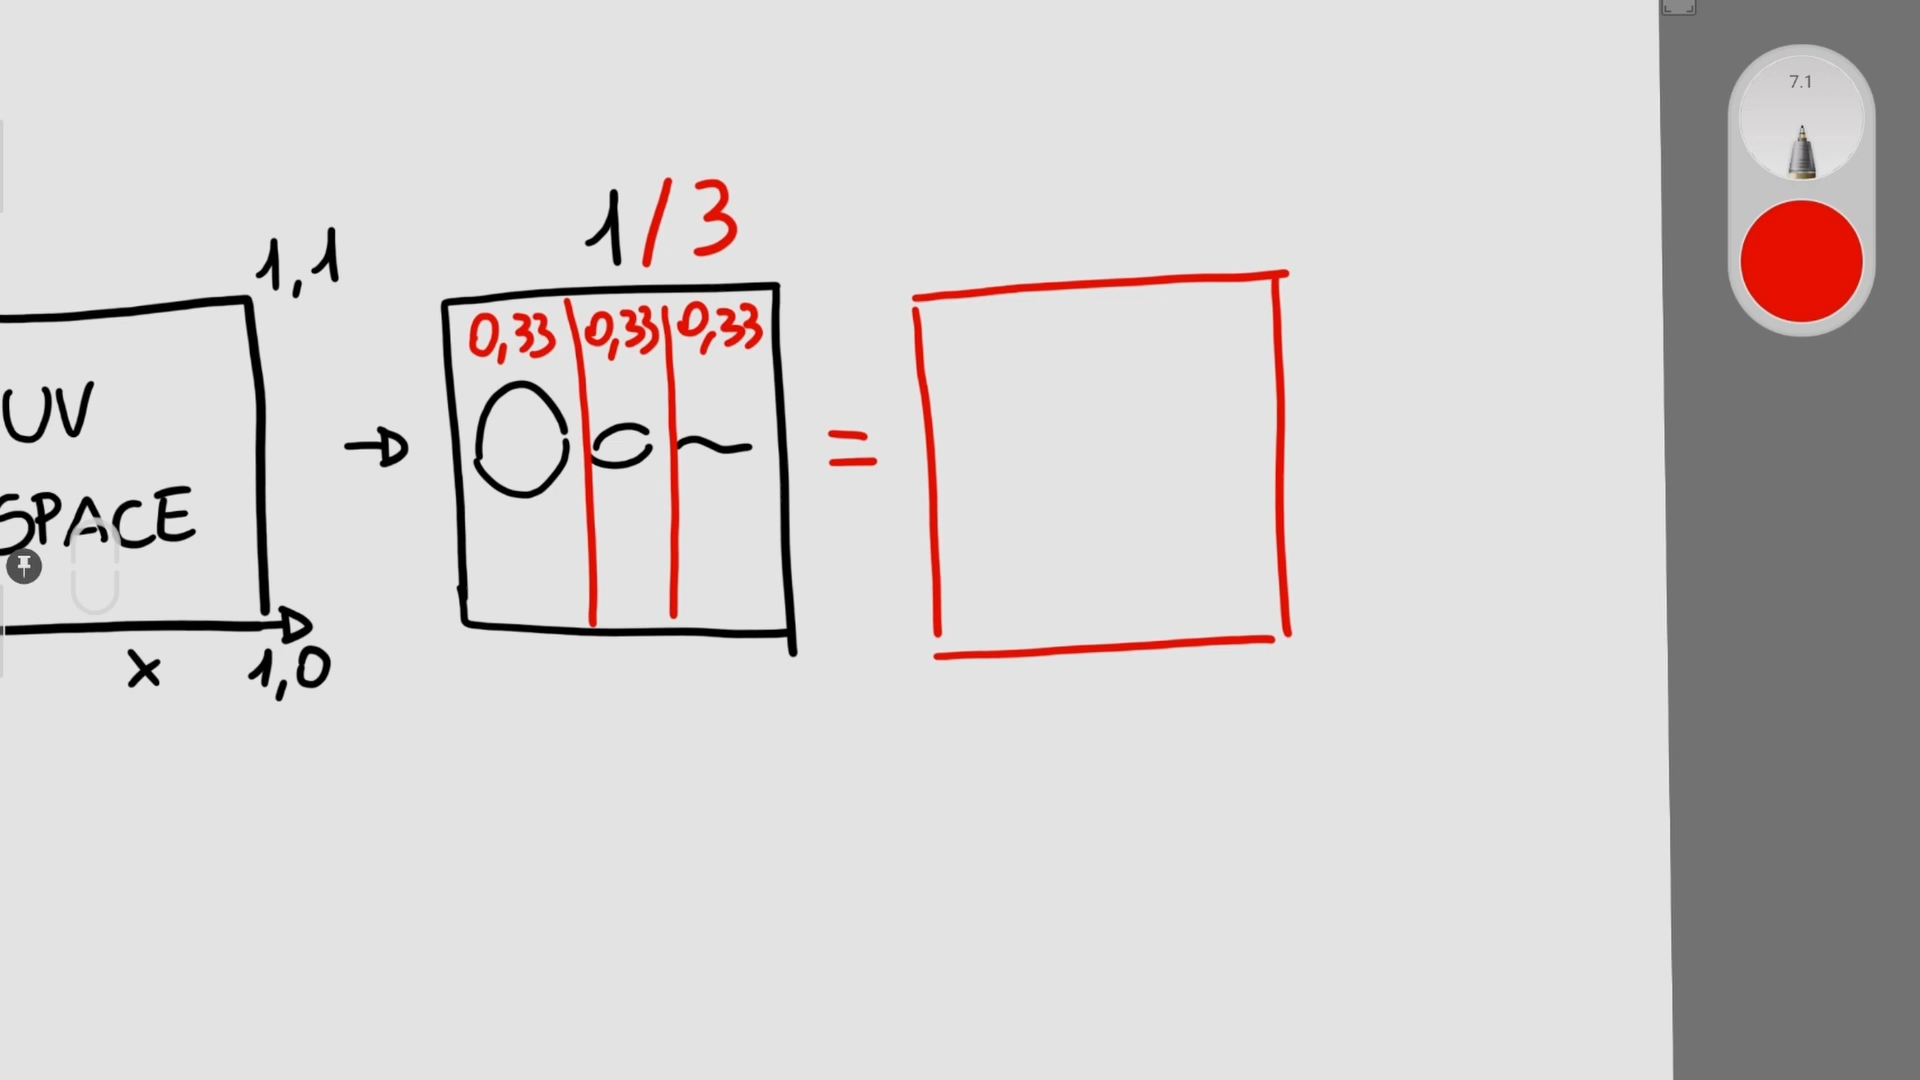 7.1
1/3
1,1
0,33 0,33 0,33
UV
=
SPACE
x 1,0